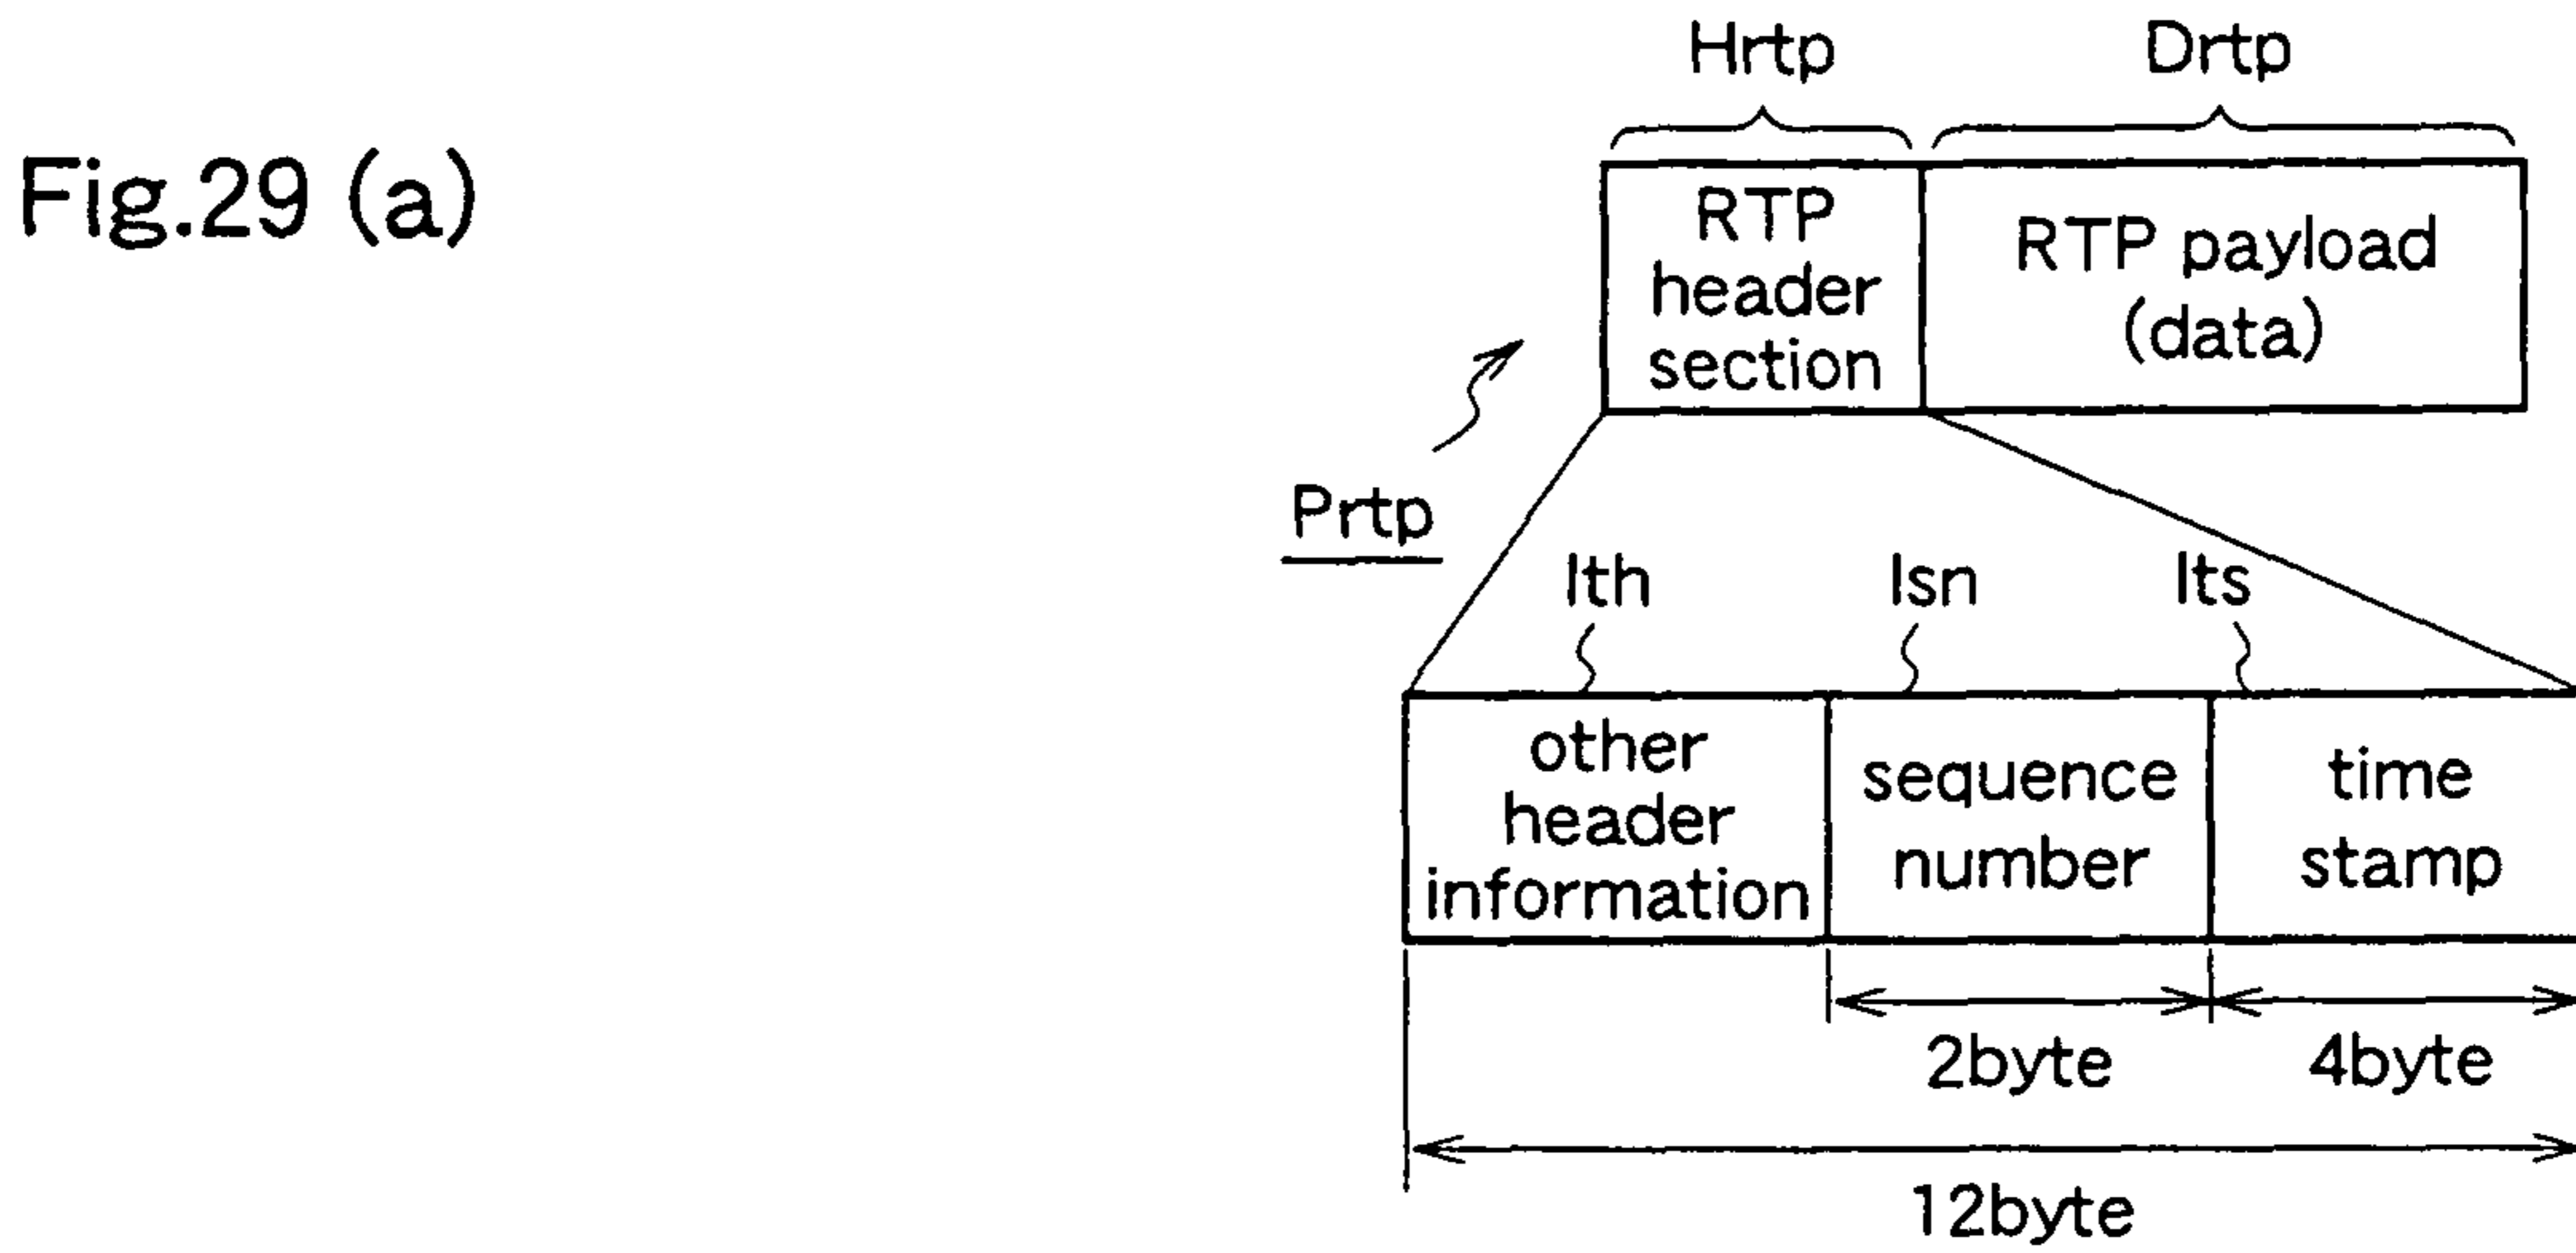 Fig.29 (a)
Hrtp
Drtp
RTP
header
section
RTP payload
(data)
Prtp
Ith
Isn
Its
other
header
information
sequence
number
time
stamp
2byte
4byte
12byte